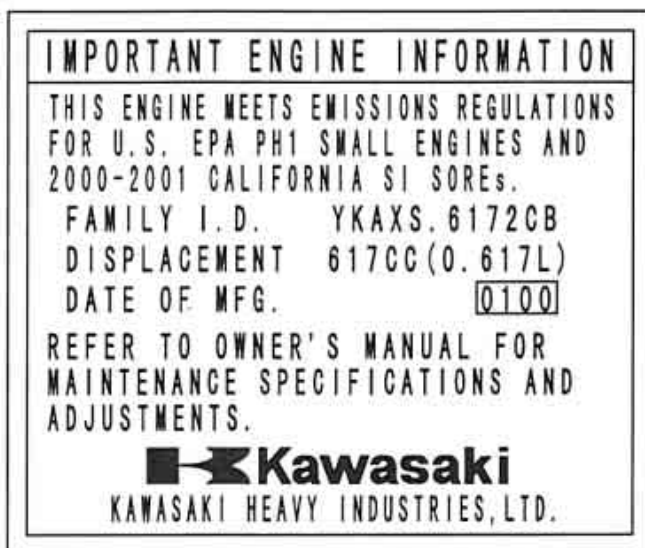 IMPORTANT ENGINE INFORMATION
THIS ENGINE MEETS EMISSIONS REGULATIONS
FOR U.S. EPA PH1 SMALL ENGINES AND
2000-2001 CALIFORNIA SI SOREs.
FAMILY I.D. YKAXS.6172CB
DISPLACEMENT 617CC(0.617L)
DATE OF MFG. 0100
REFER TO OWNER'S MANUAL FOR
MAINTENANCE SPECIFICATIONS AND
ADJUSTMENTS.
Kawasaki
KAWASAKI HEAVY INDUSTRIES,LTD.